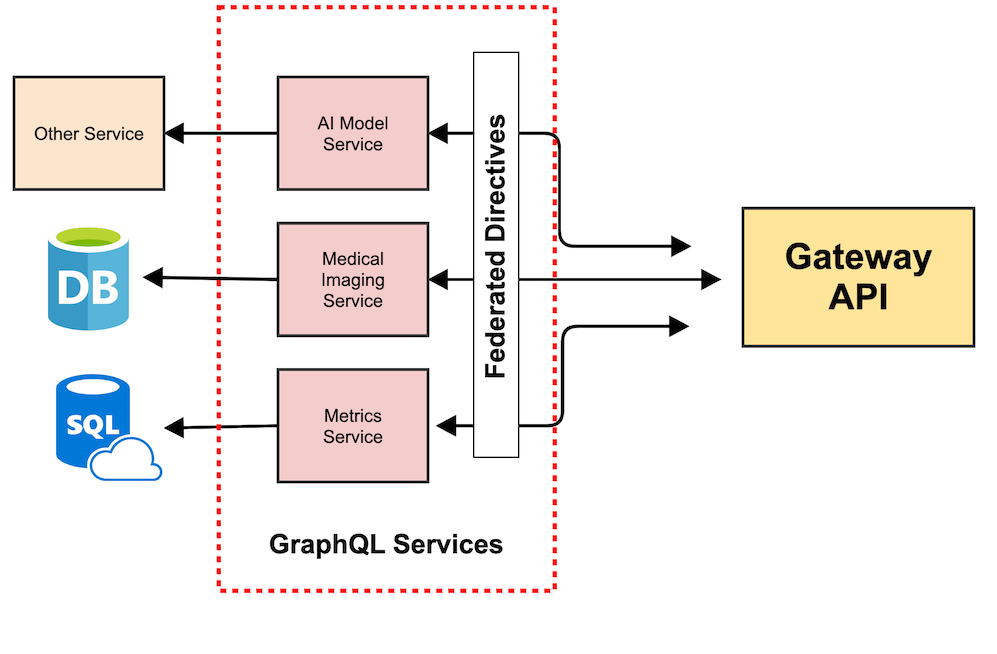 Other Service
AI Model
Service
DB
Medical
Imaging
Service
SQL
Metrics
Service
Federated Directives
Gateway
API
GraphQL Services